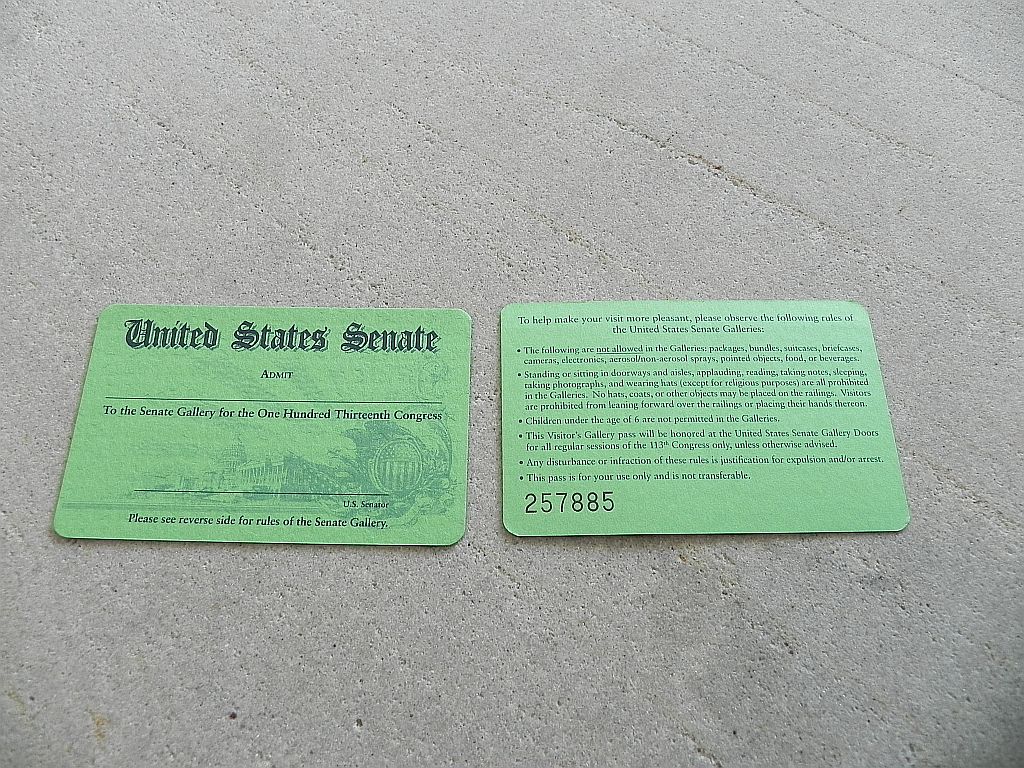 United States Senate
ADMIT
To the Senate Gallery for the One Hundred Thirteenth Congress
U.S. Senator
Please see reverse side for rules of the Senate Gallery.
To help make your visit more pleasant, please observe the following rules of
the United States Senate Galleries:
• The following are not allowed in the Galleries: packages, bundles, suitcases, briefcases,
cameras, electronics, aerosol/non-aerosol sprays, pointed objects, food, or beverages.
• Standing or sitting in doorways and aisles, applauding, reading, taking notes, sleeping,
taking photographs, and wearing hats (except for religious purposes) are all prohibited
in the Galleries. No hats, coats, or other objects may be placed on the railings. Visitors
are prohibited from leaning forward over the railings or placing their hands thereon.
• Children under the age of 6 are not permitted in the Galleries.
• This Visitor's Gallery pass will be honored at the United States Senate Gallery Doors
for all regular sessions of the 113th Congress only, unless otherwise advised.
• Any disturbance or infraction of these rules is justification for expulsion and/or arrest.
• This pass is for your use only and is not transferable.
257885